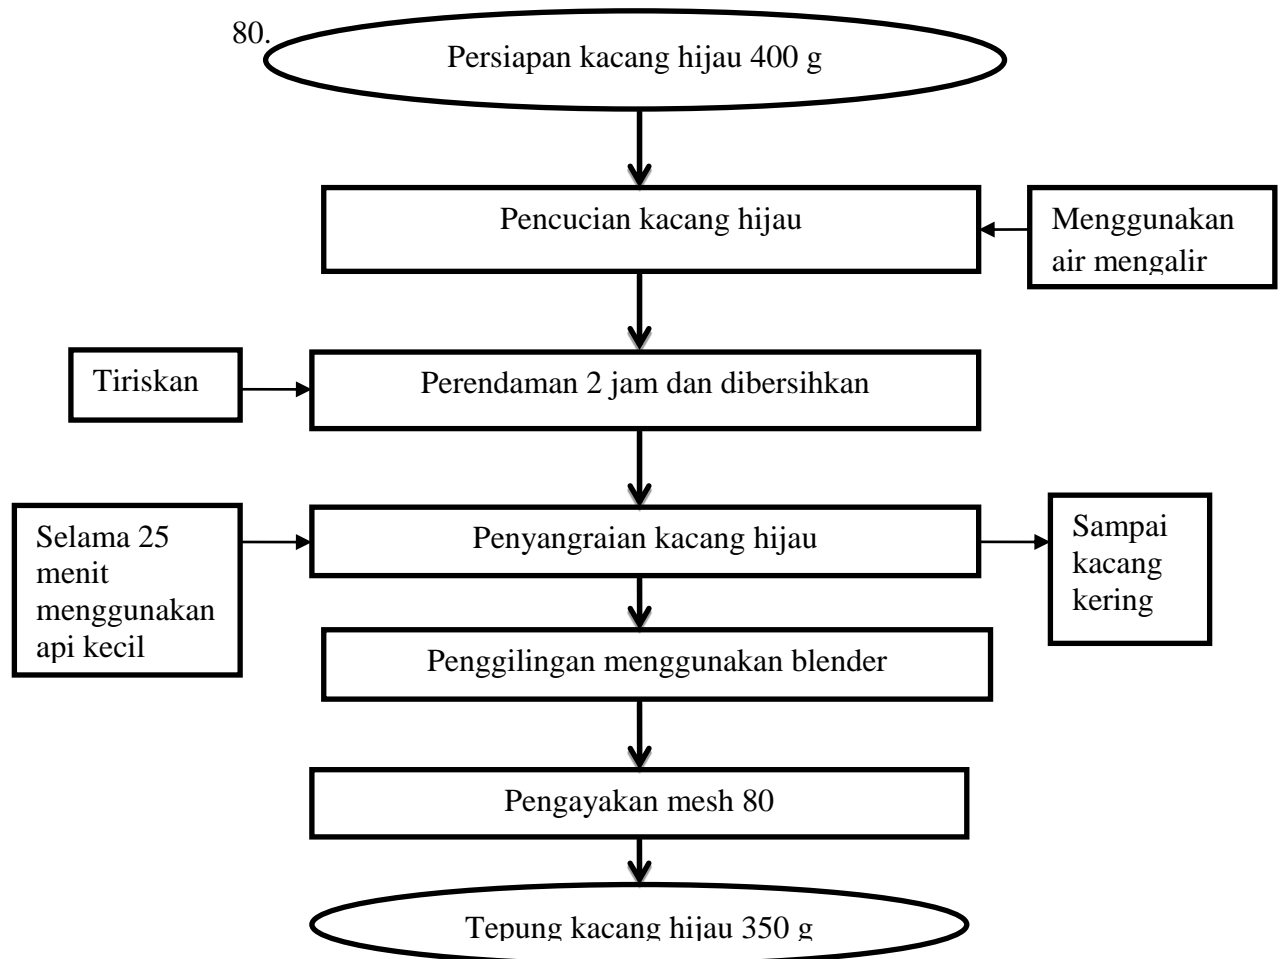 80.
Persiapan kacang hijau 400 g
Pencucian kacang hijau
Menggunakan
air mengalir
Tiriskan
Perendaman 2 jam dan dibersihkan
Selama 25
menit
menggunakan
api kecil
Penyangraian kacang hijau
Sampai
kacang
kering
Penggilingan menggunakan blender
Pengayakan mesh 80
Tepung kacang hijau 350 g